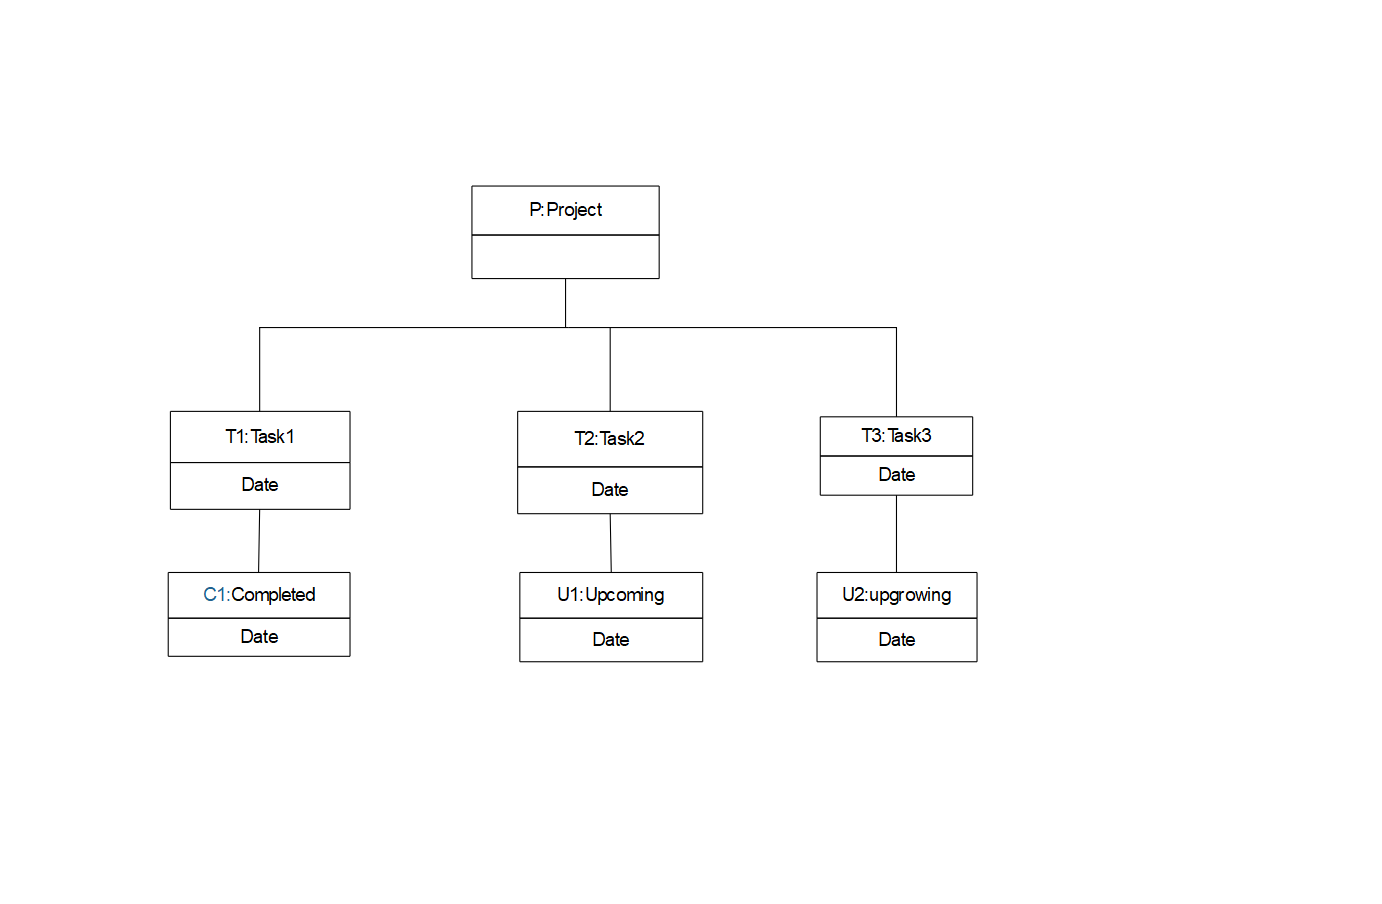 P:Project
T1:Task1
Date
T2:Task2
Date
T3:Task3
Date
C1:Completed
Date
U1:Upcoming
Date
U2:upgrowing
Date